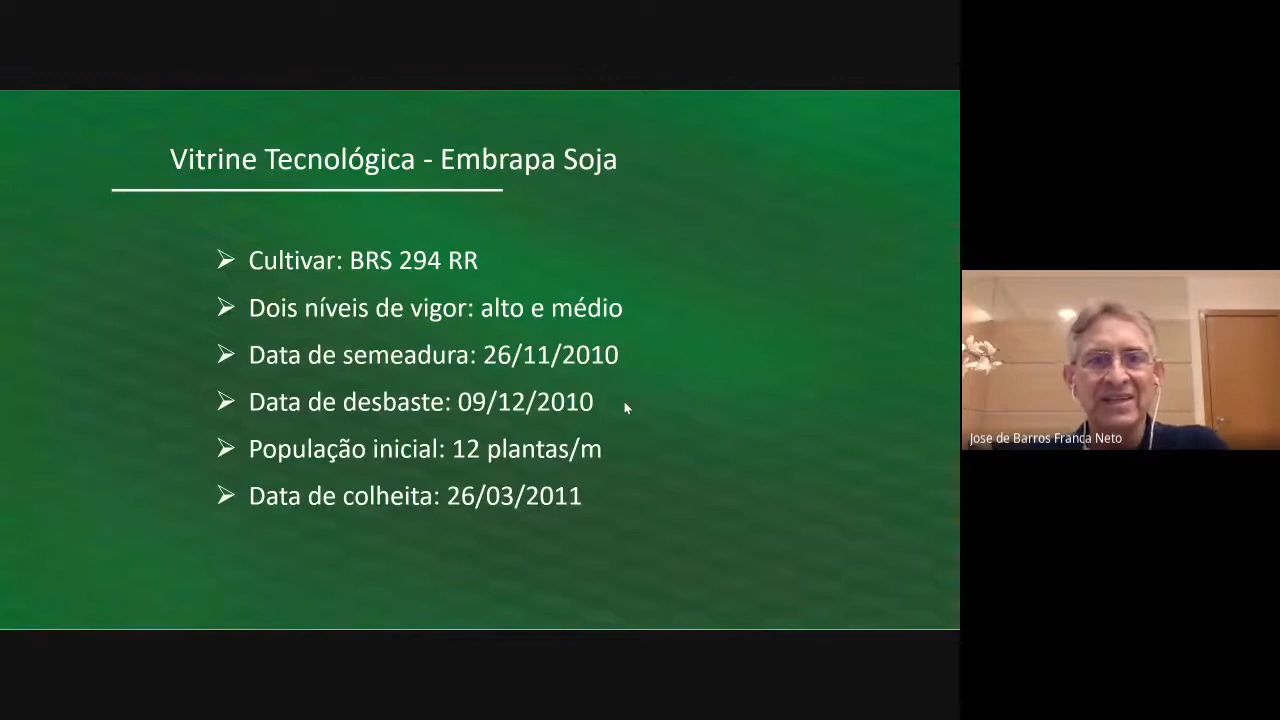 Vitrine Tecnológica - Embrapa Soja
Cultivar: BRS 294 RR
Dois níveis de vigor: alto e médio
Data de semeadura: 26/11/2010
Data de desbaste: 09/12/2010
População inicial: 12 plantas/m
Data de colheita: 26/03/2011
Jose de Barros França Neto